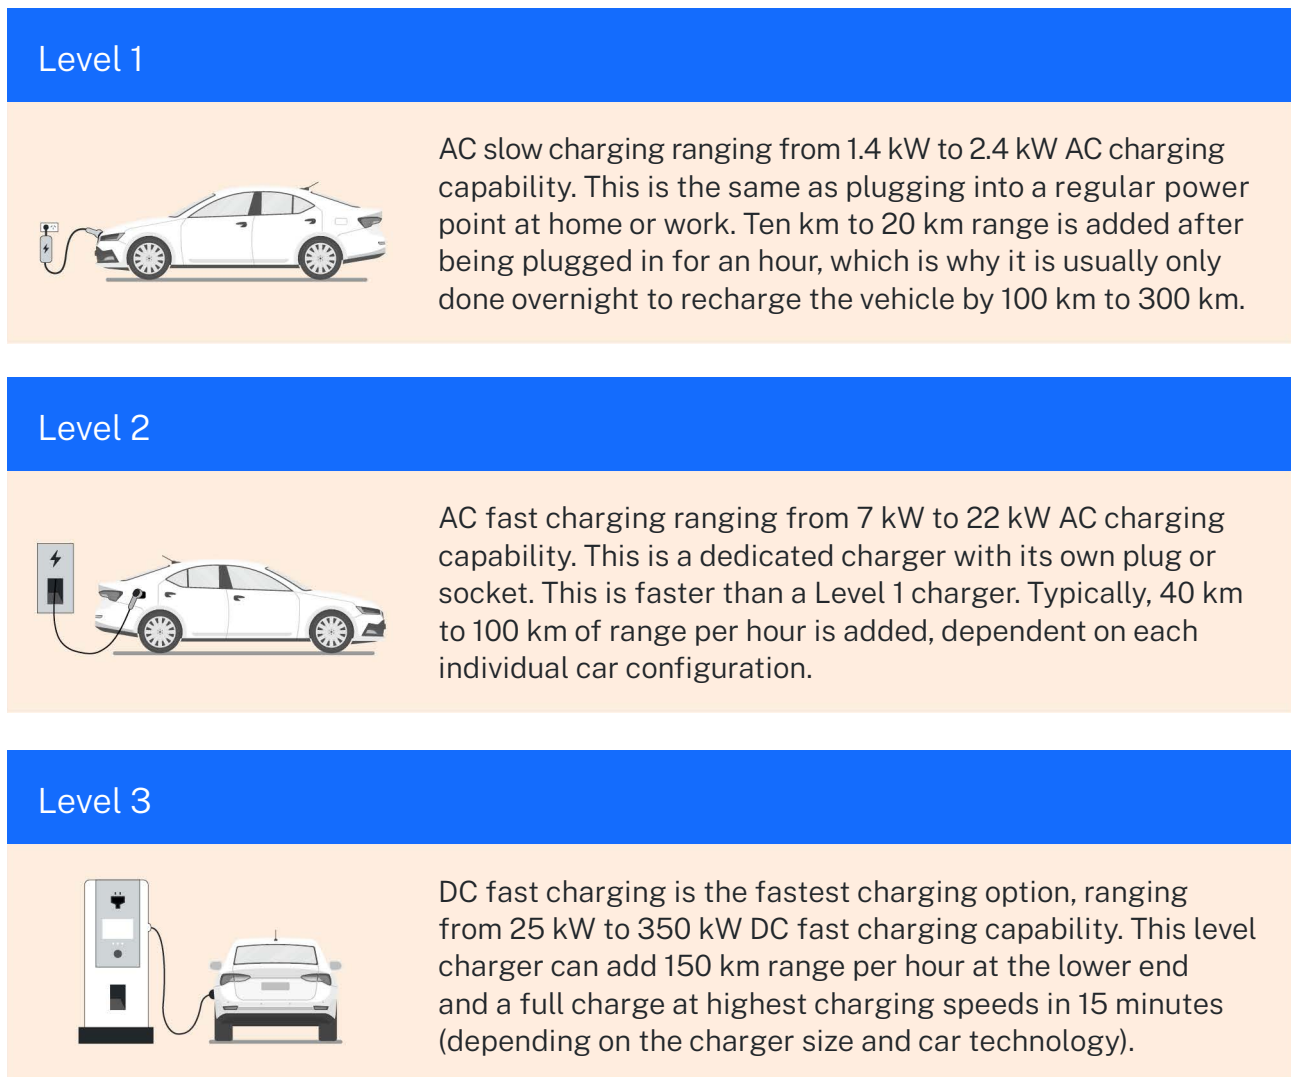 Level 1
AC slow charging ranging from 1.4 kW to 2.4 kW AC charging
capability. This is the same as plugging into a regular power
point at home or work. Ten km to 20 km range is added after
being plugged in for an hour, which is why it is usually only
done overnight to recharge the vehicle by 100 km to 300 km.
Level 2
AC fast charging ranging from 7 kW to 22 kW AC charging
capability. This is a dedicated charger with its own plug or
socket. This is faster than a Level 1 charger. Typically, 40 km
to 100 km of range per hour is added, dependent on each
individual car configuration.
Level 3
DC fast charging is the fastest charging option, ranging
from 25 kW to 350 kW DC fast charging capability. This level
charger can add 150 km range per hour at the lower end
and a full charge at highest charging speeds in 15 minutes
(depending on the charger size and car technology).